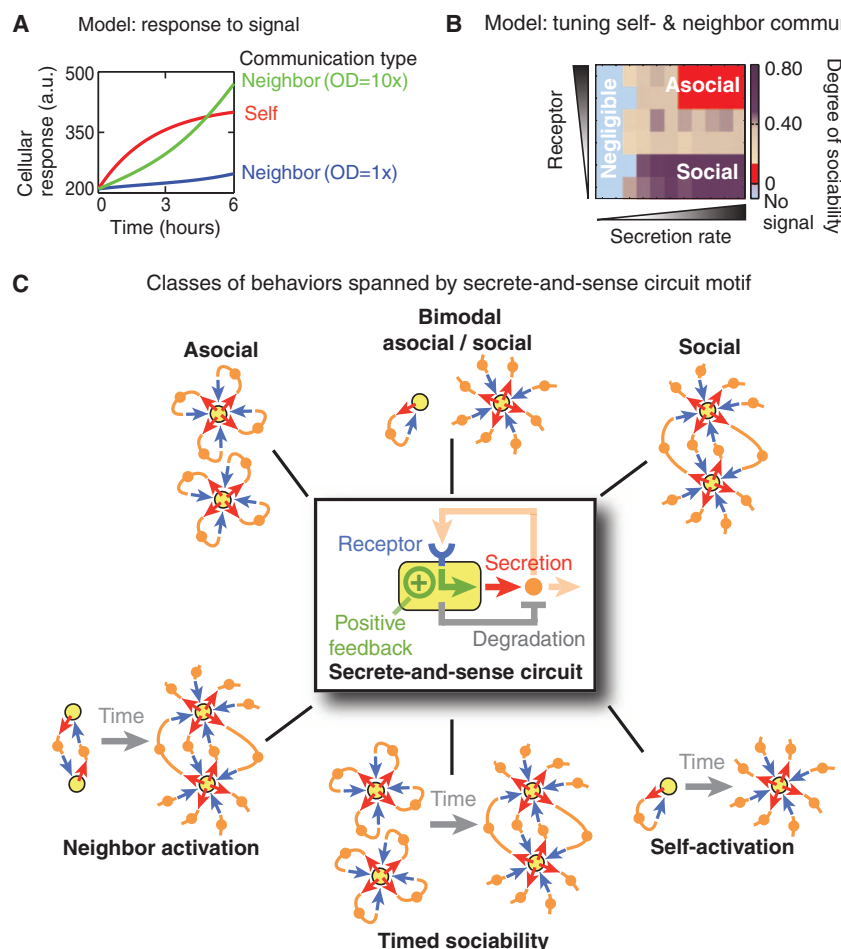 A Model: response to signal
Communication type
Cellular
response (a.u.)
500
350
200
Neighbor (OD=10x)
Self
Neighbor (OD=1x)
0 3 6
Time (hours)
B Model: tuning self- & neighbor commu
Receptor
Negligible
Asocial
Social
0.80
0.40
0
No
signal
Degree of sociability
Secretion rate
C Classes of behaviors spanned by secrete-and-sense circuit motif
Asocial
Bimodal
asocial / social
Social
Receptor
Secretion
+
Positive
feedback
Degradation
Secrete-and-sense circuit
Time
Neighbor activation
Time
Timed sociability
Time
Self-activation